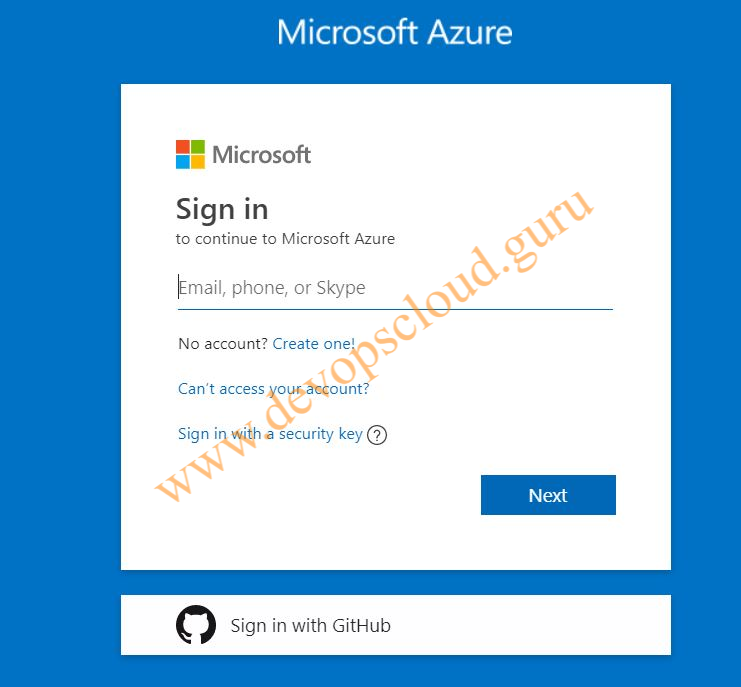 Microsoft Azure
Microsoft
Sign in
to continue to Microsoft Azure
Email, phone, or Skype
No account? Create one!
Can't access your account?
Sign in with a security key ?
Next
Sign in with GitHub
www.devopscloud.guru